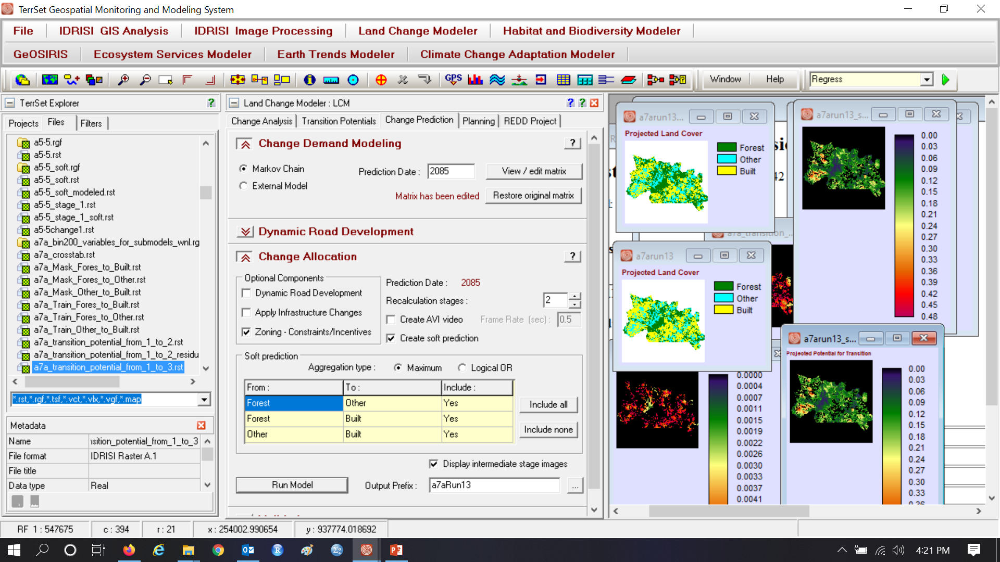 TerrSet Geospatial Monitoring and Modeling System
File
IDRISI GIS Analysis
IDRISI Image Processing
Land Change Modeler
Habitat and Biodiversity Modeler
GeOSIRIS
Ecosystem Services Modeler
Earth Trends Modeler
Climate Change Adaptation Modeler
GPS
Window
Help
Regress
TerrSet Explorer
?
Projects
Files
Filters
a5-5.rgf
a5-5.rst
a5-5_soft.rgf
a5-5_soft.rst
a5-5_soft_modeled.rst
a5-5_stage_1.rst
a5-5_stage_1_soft.rst
a5-5change1.rst
a7a_bin200_variables_for_submodels_wnl.rg
a7a_crosstab.rst
a7a_Mask_Fores_to_Built.rst
a7a_Mask_Fores_to_Other.rst
a7a_Mask_Other_to_Built.rst
a7a_Train_Fores_to_Built.rst
a7a_Train_Fores_to_Other.rst
a7a_Train_Other_to_Built.rst
a7a_transition_potential_from_1_to_2.rst
a7a_transition_potential_from_1_to_2_residu
a7a_transition_potential_from_1_to_3.rst
*.rst,*.rgf,*.tsf,*.vct,*.vlx,*.vgf,*.map
Metadata
Name
sition_potential_from_1_to_3
File format
IDRISI Raster A.1
File title
Data type
Real
Land Change Modeler : LCM
? ?
Change Analysis
Transition Potentials
Change Prediction
Planning
REDD Project
Change Demand Modeling
?
Markov Chain
Prediction Date :
2085
View / edit matrix
External Model
Matrix has been edited
Restore original matrix
Dynamic Road Development
Change Allocation
?
Optional Components
Dynamic Road Development
Apply Infrastructure Changes
Zoning - Constraints/Incentives
Prediction Date :
2085
Recalculation stages :
2
Create AVI video
Frame Rate (sec) :
0.5
Create soft prediction
Soft prediction
Aggregation type :
Maximum
Logical OR
From :
To :
Include :
Forest
Other
Yes
Forest
Built
Yes
Other
Built
Yes
Include all
Include none
Display intermediate stage images
Run Model
Output Prefix :
a7aRun13
...
a7arun13...
Projected Land Cover
Forest
Other
Built
a7arun13_s...
0.00
0.03
0.06
0.09
0.12
0.15
0.18
0.21
0.24
0.27
0.30
0.33
0.36
0.39
0.42
0.45
0.48
42
a7a_transition_...
a7arun13
Projected Land Cover
Forest
Other
Built
0.0000
0.0004
0.0007
0.0011
0.0015
0.0019
0.0022
0.0026
0.0030
0.0033
0.0037
0.0041
a7arun13_s...
Projected Potential for Transition
0.00
0.03
0.06
0.09
0.12
0.15
0.18
0.21
0.24
0.27
0.30
0.33
0.36
RF 1 : 547675
c : 394
r : 21
x : 254002.990654
y : 937774.018692
4:21 PM